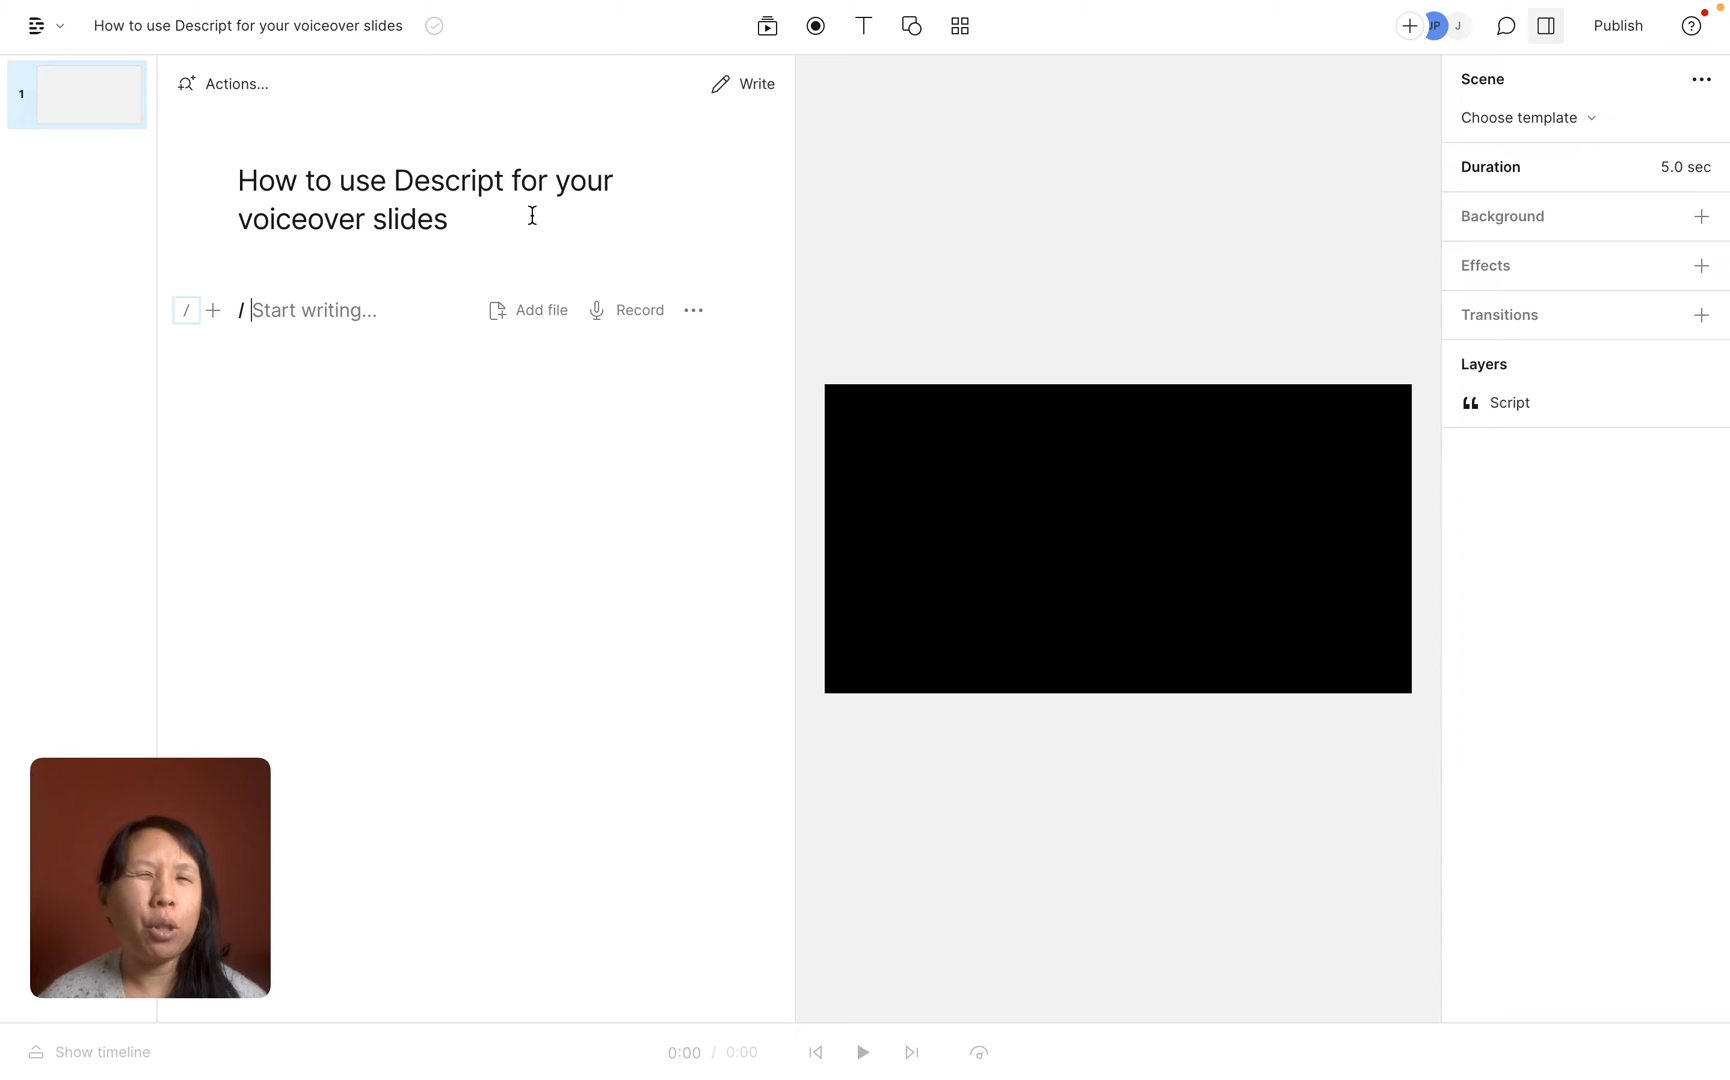 How to use Descript for your voiceover slides
JP
J
Publish
1
Actions...
Write
How to use Descript for your
voiceover slides
/
/ Start writing...
Add file
Record
Scene
Choose template
Duration
5.0 sec
Background
Effects
Transitions
Layers
Script
Show timeline
0:00 / 0:00